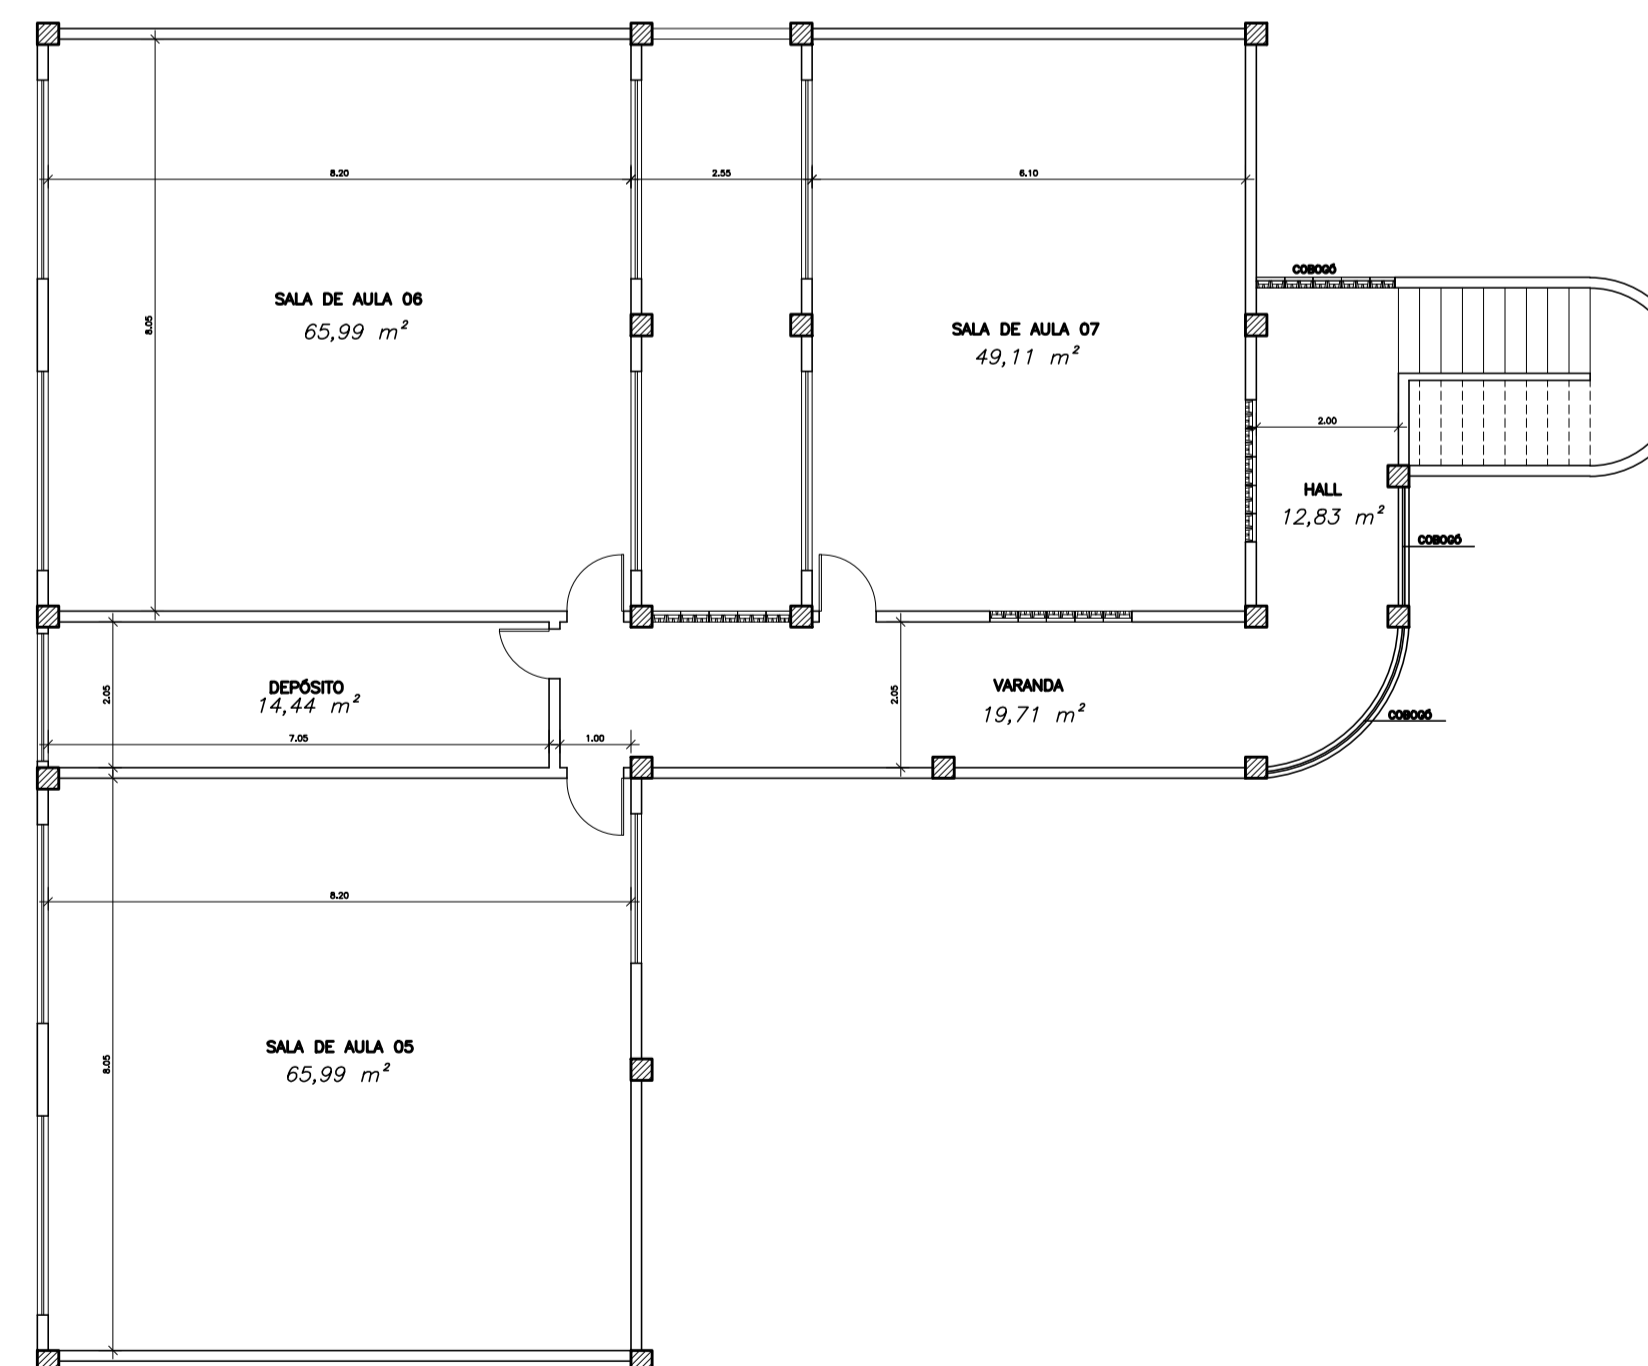 8.20
2.55
6.10
COBOGÓ
SALA DE AULA 06
65,99 m²
8.05
SALA DE AULA 07
49,11 m²
2.00
HALL
12,83 m²
COBOGÓ
DEPÓSITO
14,44 m²
2.05
7.05
1.00
2.05
VARANDA
19,71 m²
COBOGÓ
8.20
SALA DE AULA 05
65,99 m²
8.05